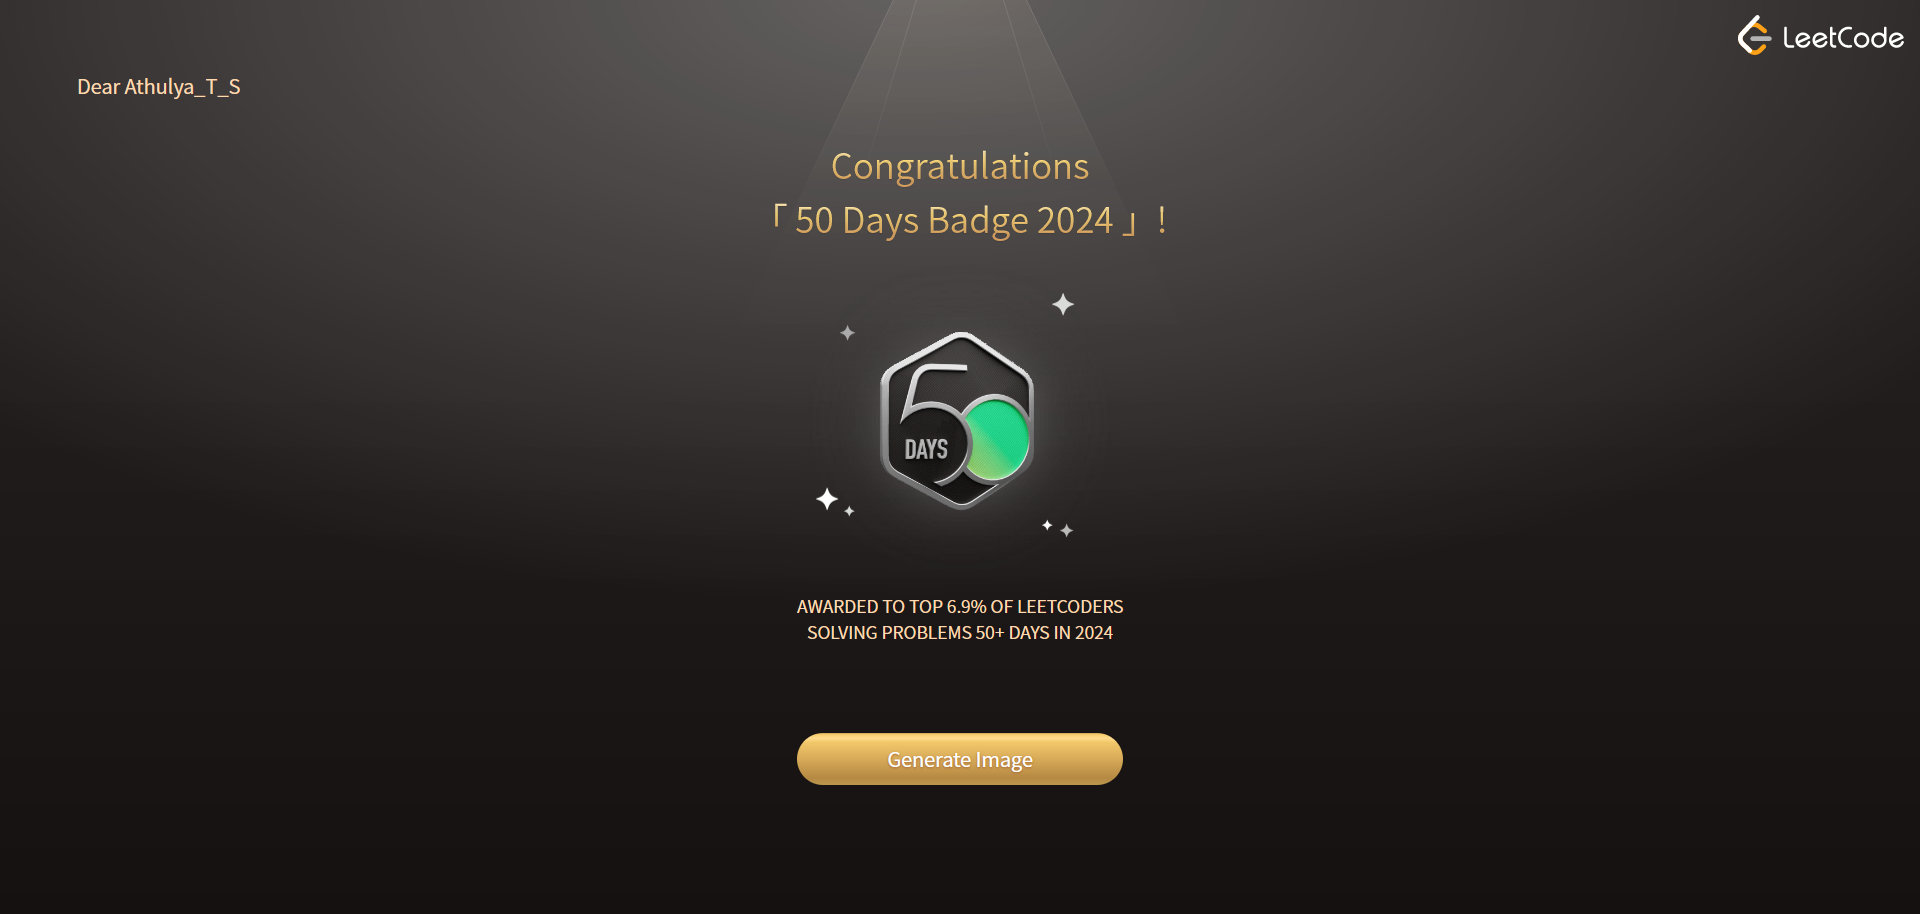 LeetCode
Dear Athulya_T_S
Congratulations
「 50 Days Badge 2024 」!
50
DAYS
AWARDED TO TOP 6.9% OF LEETCODERS
SOLVING PROBLEMS 50+ DAYS IN 2024
Generate Image